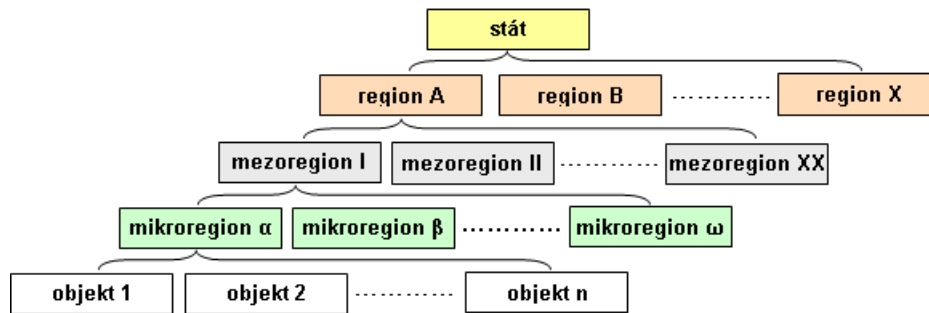 stát
region A region B region X
mezoregion I mezoregion II mezoregion XX
mikroregion α mikroregion β mikroregion ω
objekt 1 objekt 2 objekt n